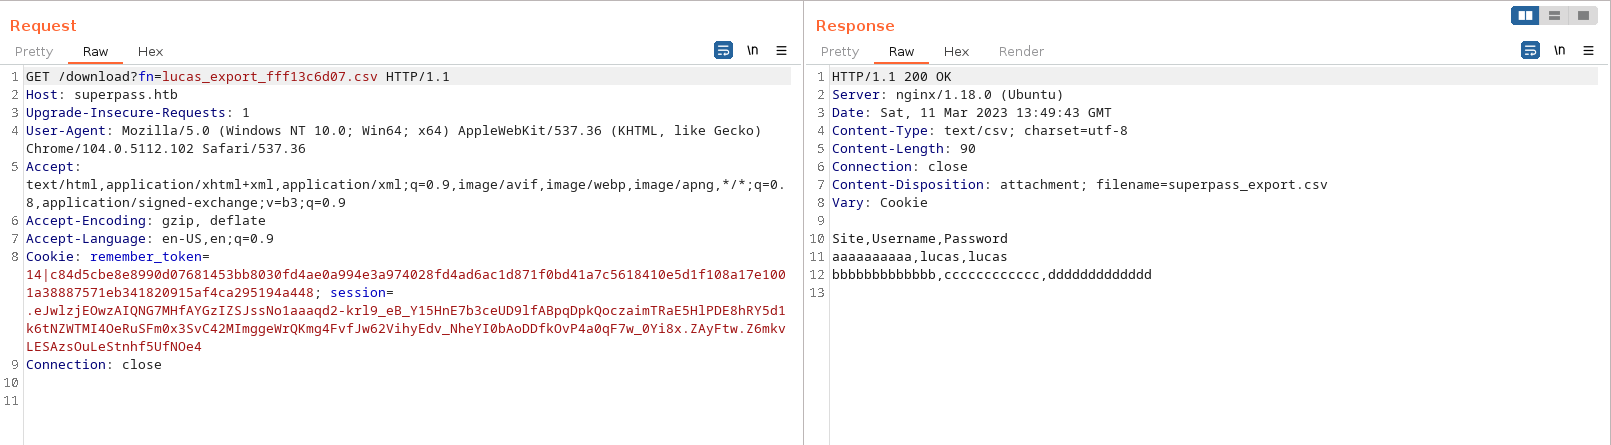 Request
Pretty Raw Hex
\n
1 GET /download?fn=lucas_export_fff13c6d07.csv HTTP/1.1
2 Host: superpass.htb
3 Upgrade-Insecure-Requests: 1
4 User-Agent: Mozilla/5.0 (Windows NT 10.0; Win64; x64) AppleWebKit/537.36 (KHTML, like Gecko)
Chrome/104.0.5112.102 Safari/537.36
5 Accept:
text/html,application/xhtml+xml,application/xml;q=0.9,image/avif,image/webp,image/apng,*/*;q=0.
8,application/signed-exchange;v=b3;q=0.9
6 Accept-Encoding: gzip, deflate
7 Accept-Language: en-US,en;q=0.9
8 Cookie: remember_token=
14|c84d5cbe8e8990d07681453bb8030fd4ae0a994e3a974028fd4ad6ac1d871f0bd41a7c5618410e5d1f108a17e100
1a38887571eb341820915af4ca295194a448; session=
.eJwlzjEOwzAIQNG7MHfAYGzIZSJssNo1aaaqd2-krl9_eB_Y15HnE7b3ceUD9lfABpqDpkQoczaimTRaE5HlPDE8hRY5d1
k6tNZWTMI4OeRuSFm0x3SvC42MImggeWrQKmg4FvfJw62VihyEdv_NheYI0bAoDDfkOvP4a0qF7w_0Yi8x.ZAyFtw.Z6mkv
LESAzsOuLeStnhf5UfNOe4
9 Connection: close
10
11
Response
Pretty Raw Hex Render
\n
1 HTTP/1.1 200 OK
2 Server: nginx/1.18.0 (Ubuntu)
3 Date: Sat, 11 Mar 2023 13:49:43 GMT
4 Content-Type: text/csv; charset=utf-8
5 Content-Length: 90
6 Connection: close
7 Content-Disposition: attachment; filename=superpass_export.csv
8 Vary: Cookie
9
10 Site,Username,Password
11 aaaaaaaaaa,lucas,lucas
12 bbbbbbbbbbbbb,cccccccccccc,ddddddddddddd
13